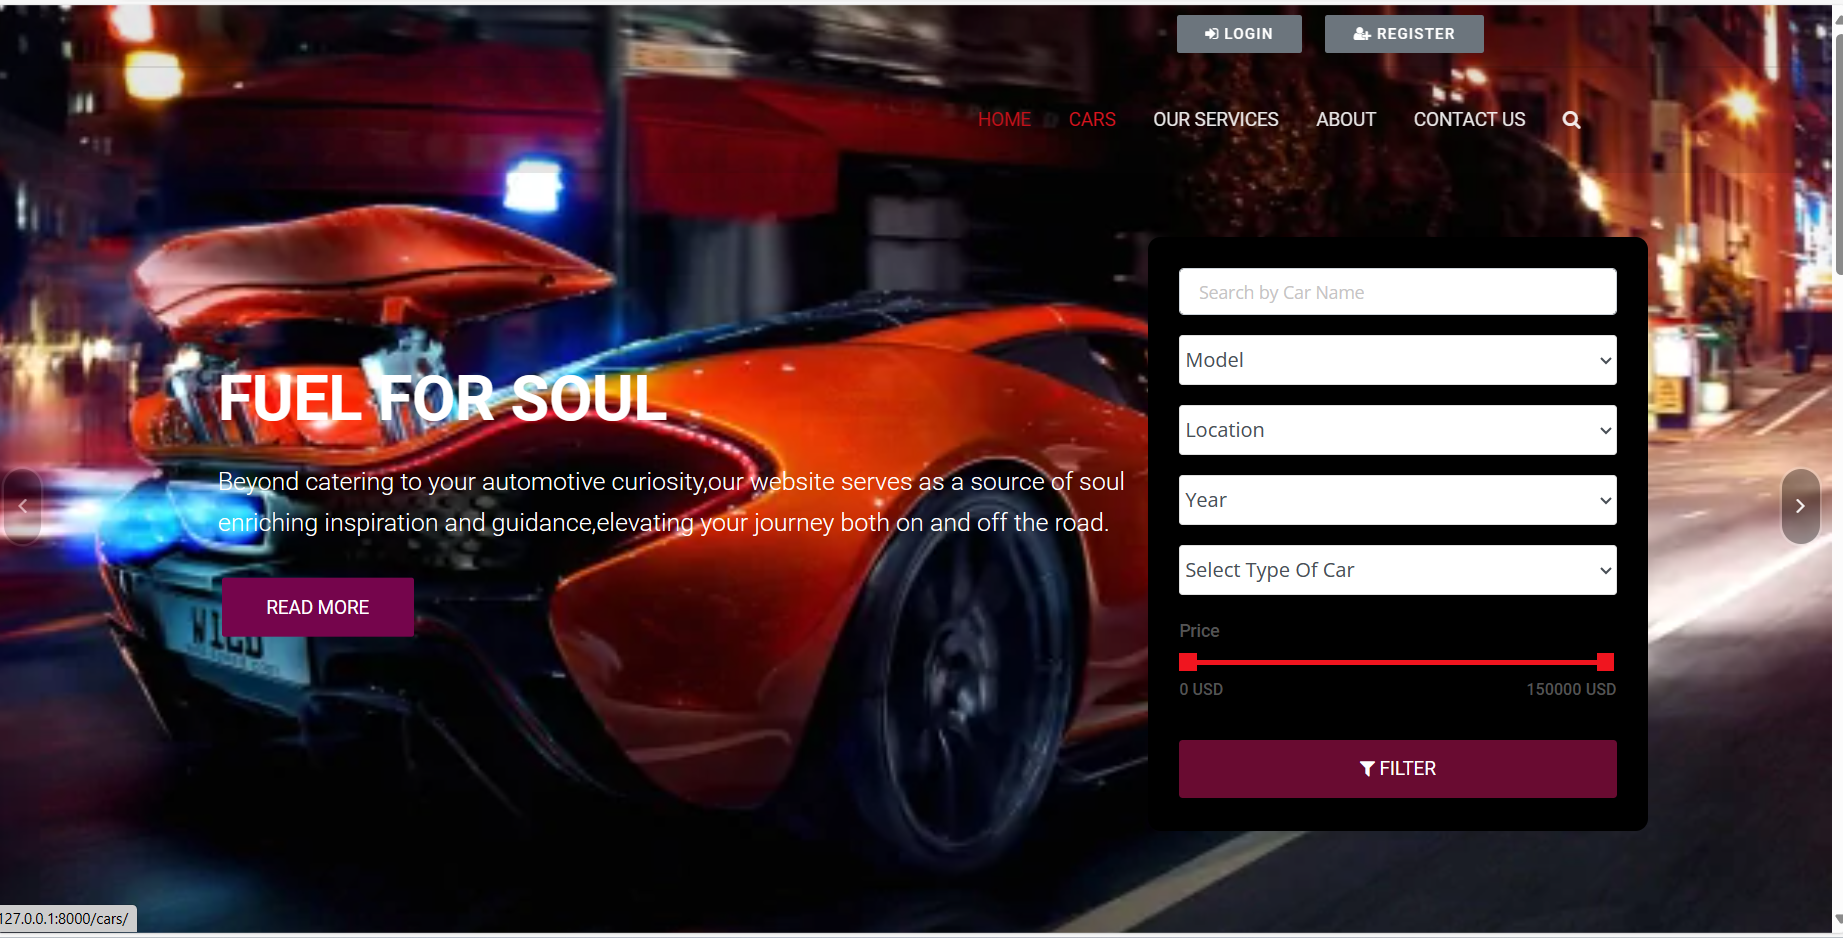 LOGIN
REGISTER
HOME
CARS
OUR SERVICES
ABOUT
CONTACT US
Search by Car Name
Model
Location
Year
Select Type Of Car
Price
0 USD
150000 USD
FILTER
FUEL FOR SOUL
Beyond catering to your automotive curiosity,our website serves as a source of soul
enriching inspiration and guidance,elevating your journey both on and off the road.
READ MORE
W1LD
127.0.0.1:8000/cars/